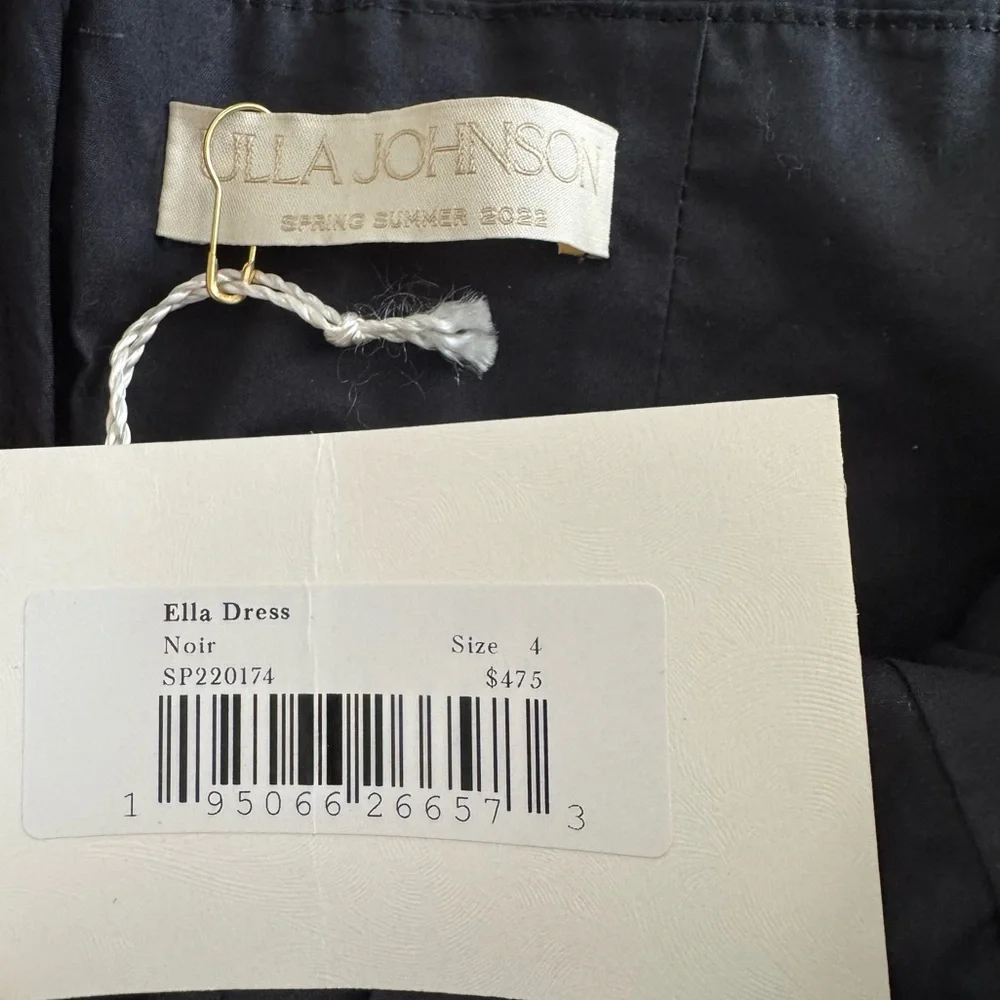 ULLA JOHNSON
SPRING SUMMER 2022
Ella Dress
Noir Size 4
SP220174 $475
1 95066 26657 3